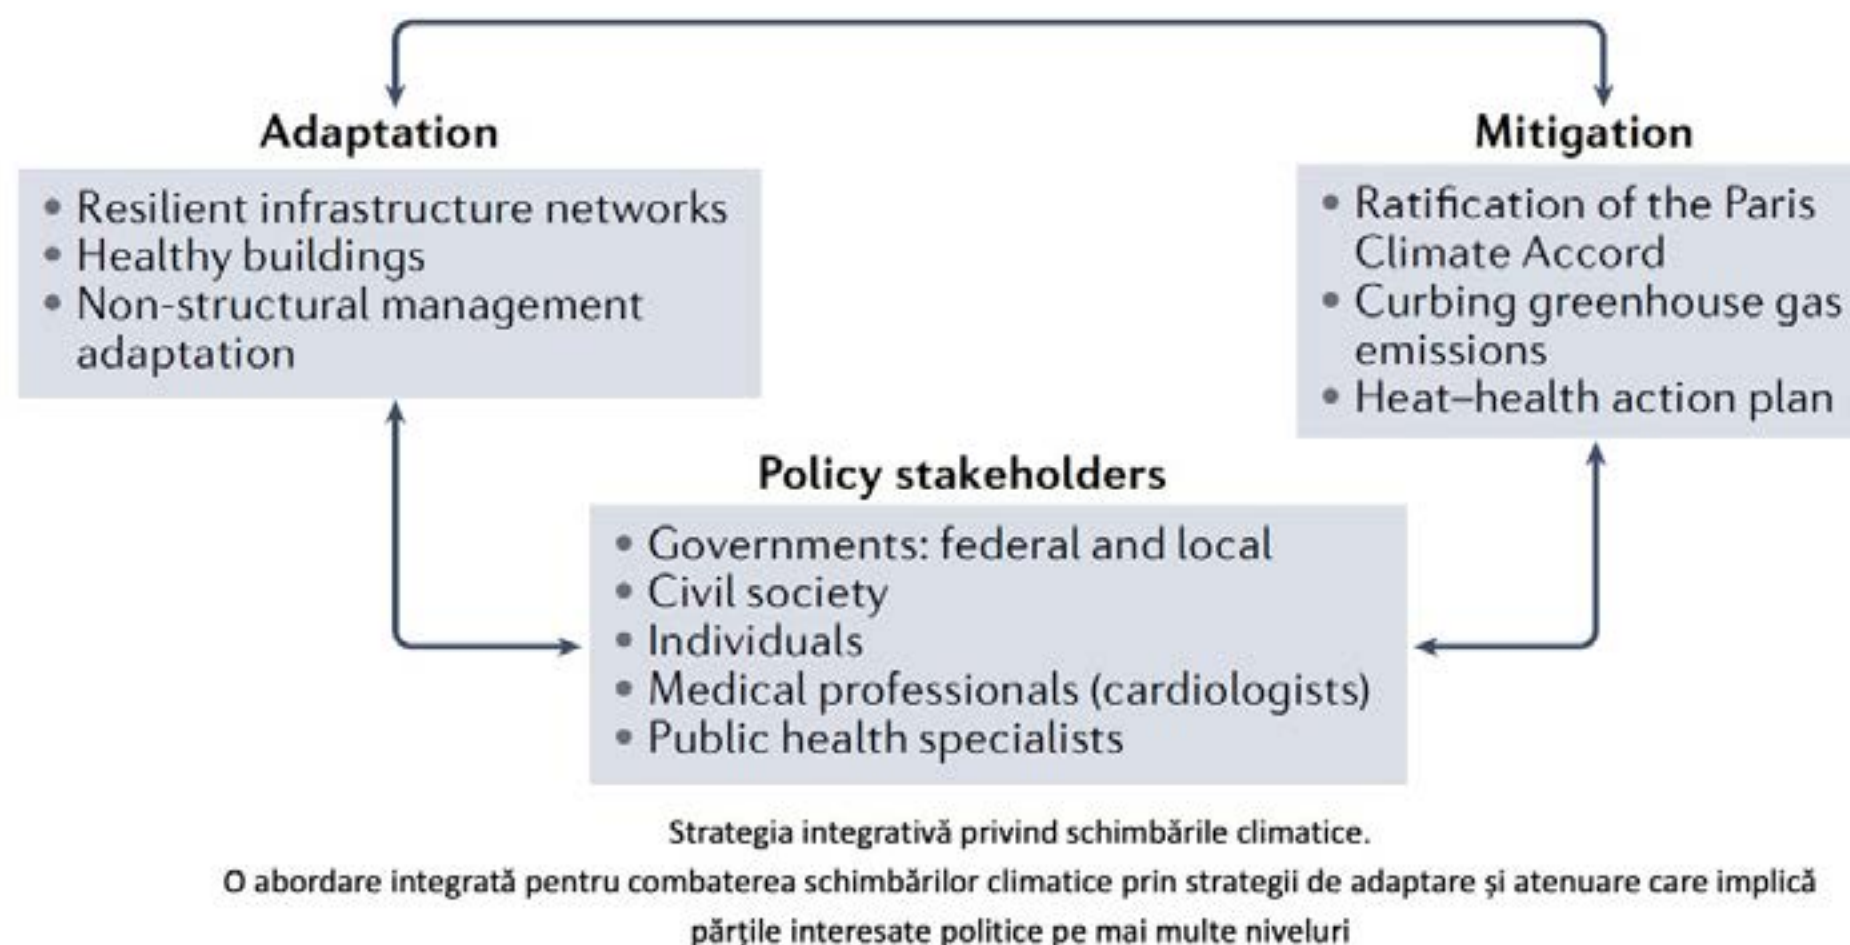 Adaptation
• Resilient infrastructure networks
• Healthy buildings
• Non-structural management
adaptation
Mitigation
• Ratification of the Paris
Climate Accord
• Curbing greenhouse gas
emissions
• Heat–health action plan
Policy stakeholders
• Governments: federal and local
• Civil society
• Individuals
• Medical professionals (cardiologists)
• Public health specialists
Strategia integrativă privind schimbările climatice.
O abordare integrată pentru combaterea schimbărilor climatice prin strategii de adaptare și atenuare care implică
părțile interesate politice pe mai multe niveluri